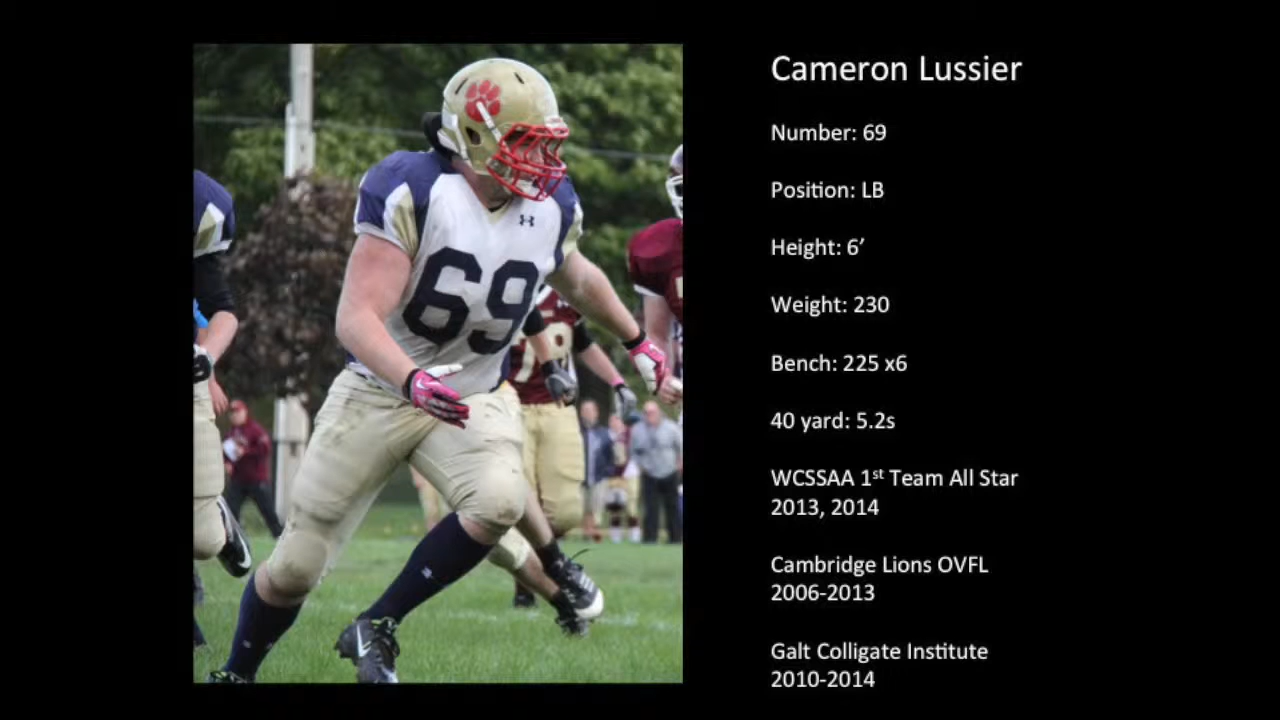 Cameron Lussier
Number: 69
Position: LB
Height: 6’
Weight: 230
Bench: 225 x6
40 yard: 5.2s
WCSSAA 1st Team All Star
2013, 2014
Cambridge Lions OVFL
2006-2013
Galt Colligate Institute
2010-2014
69